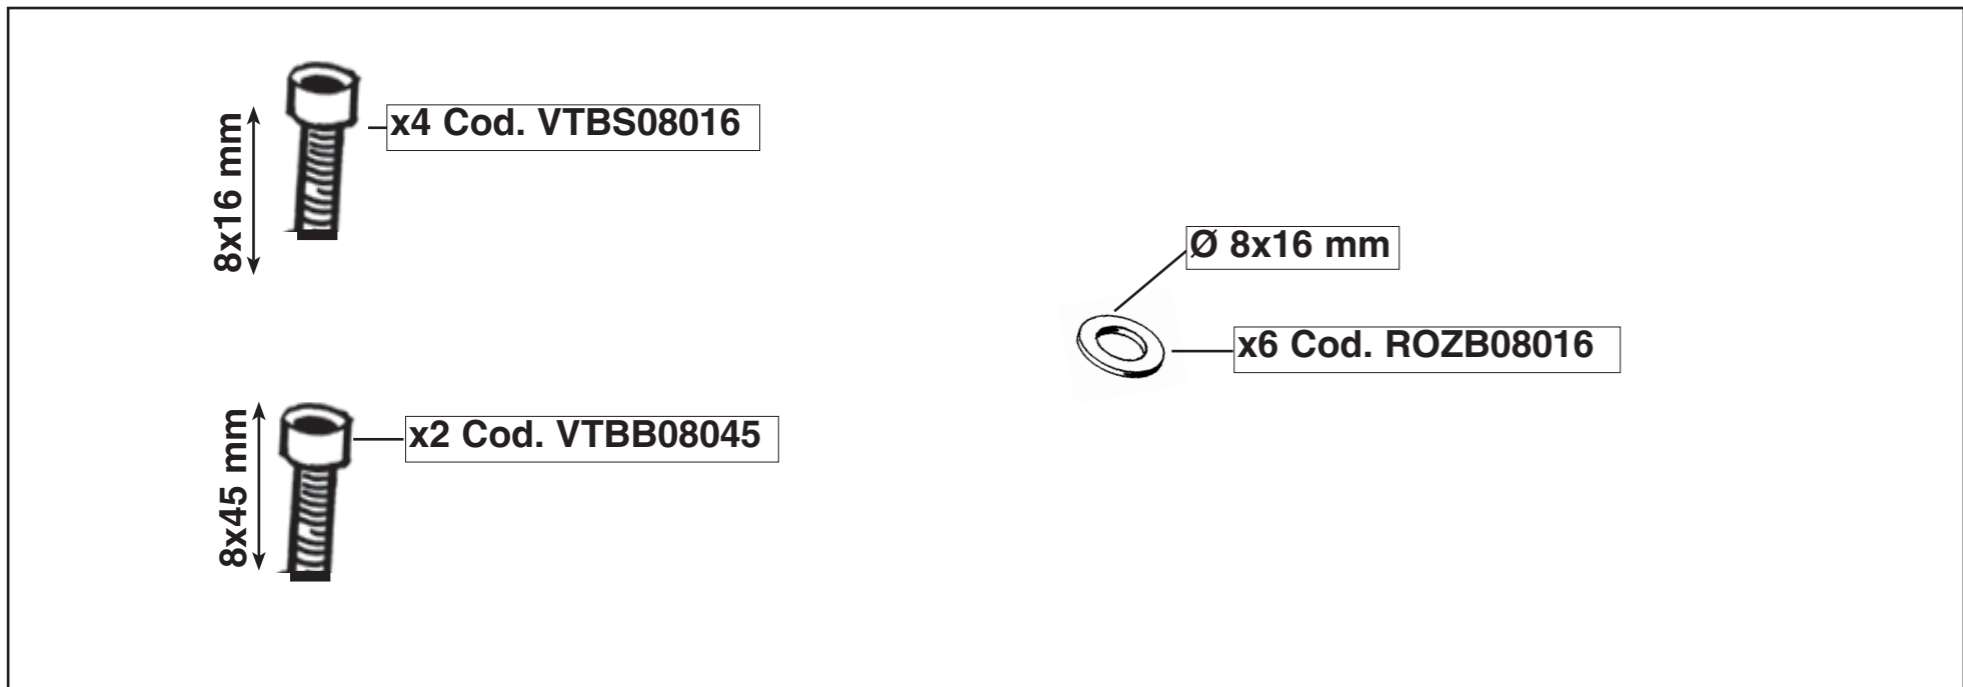 8x16 mm
x4 Cod. VTBS08016
Ø 8x16 mm
x6 Cod. ROZB08016
8x45 mm
x2 Cod. VTBB08045